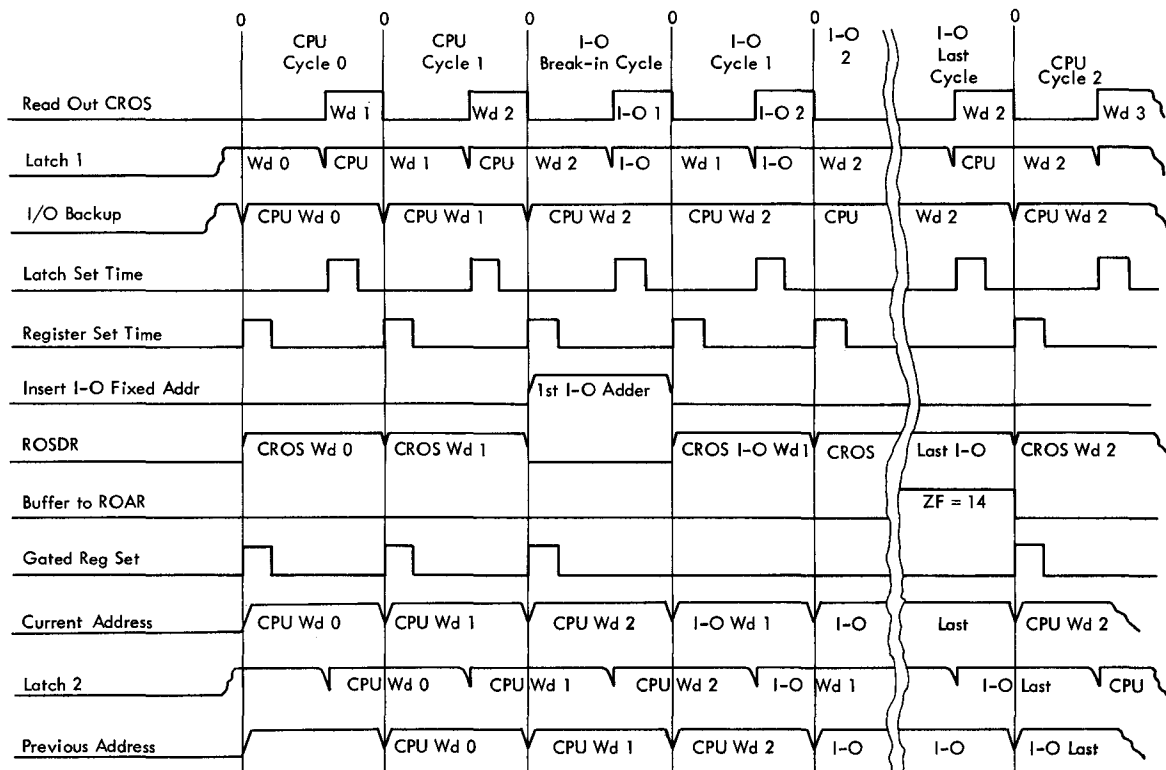 0 0 0 0 0 0
CPU Cycle 0
CPU Cycle 1
I-O Break-in Cycle
I-O Cycle 1
I-O 2
I-O Last Cycle
CPU Cycle 2
Read Out CROS Wd 1 Wd 2 I-O 1 I-O 2 Wd 2 Wd 3
Latch 1 Wd 0 CPU Wd 1 CPU Wd 2 I-O Wd 1 I-O Wd 2 CPU Wd 2
I/O Backup CPU Wd 0 CPU Wd 1 CPU Wd 2 CPU Wd 2 CPU Wd 2 CPU Wd 2
Latch Set Time
Register Set Time
Insert I-O Fixed Addr 1st I-O Adder
ROSDR CROS Wd 0 CROS Wd 1 CROS I-O Wd1 CROS Last I-O CROS Wd 2
Buffer to ROAR ZF = 14
Gated Reg Set
Current Address CPU Wd 0 CPU Wd 1 CPU Wd 2 I-O Wd 1 I-O Last CPU Wd 2
Latch 2 CPU Wd 0 CPU Wd 1 CPU Wd 2 I-O Wd 1 I-O Last CPU
Previous Address CPU Wd 0 CPU Wd 1 CPU Wd 2 I-O I-O I-O Last